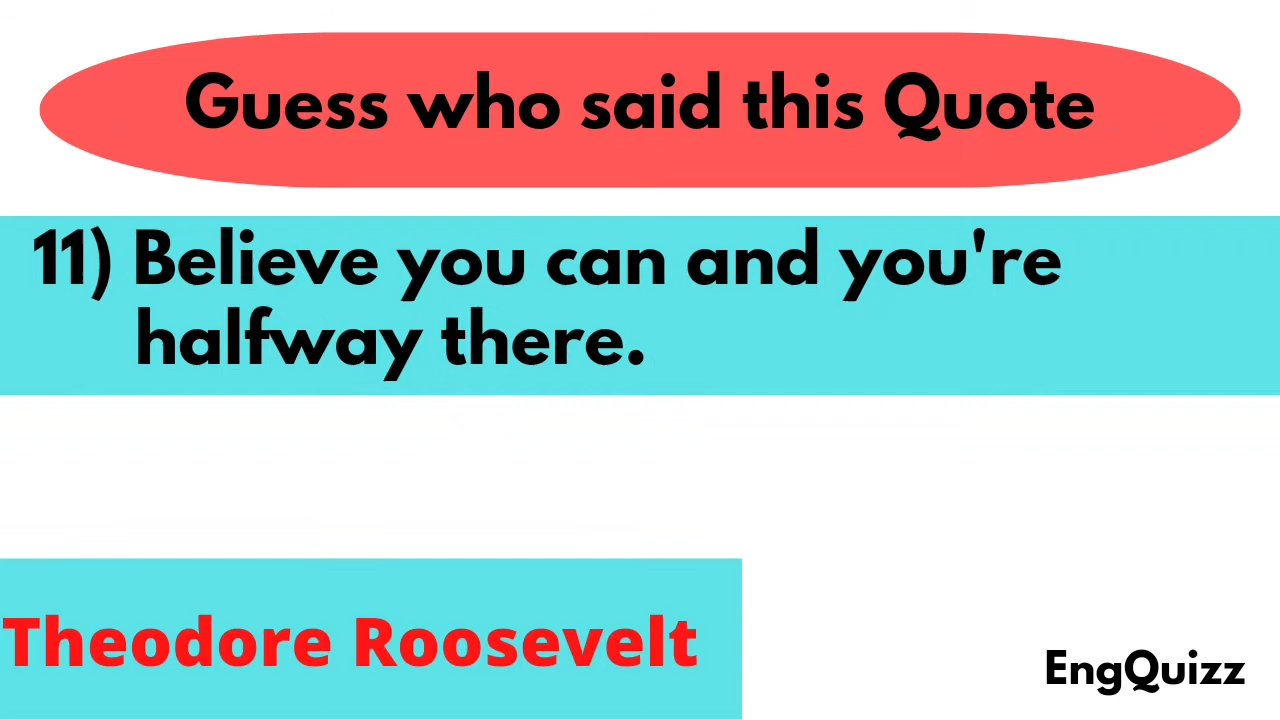 Guess who said this Quote
11) Believe you can and you're
halfway there.
Theodore Roosevelt
EngQuizz